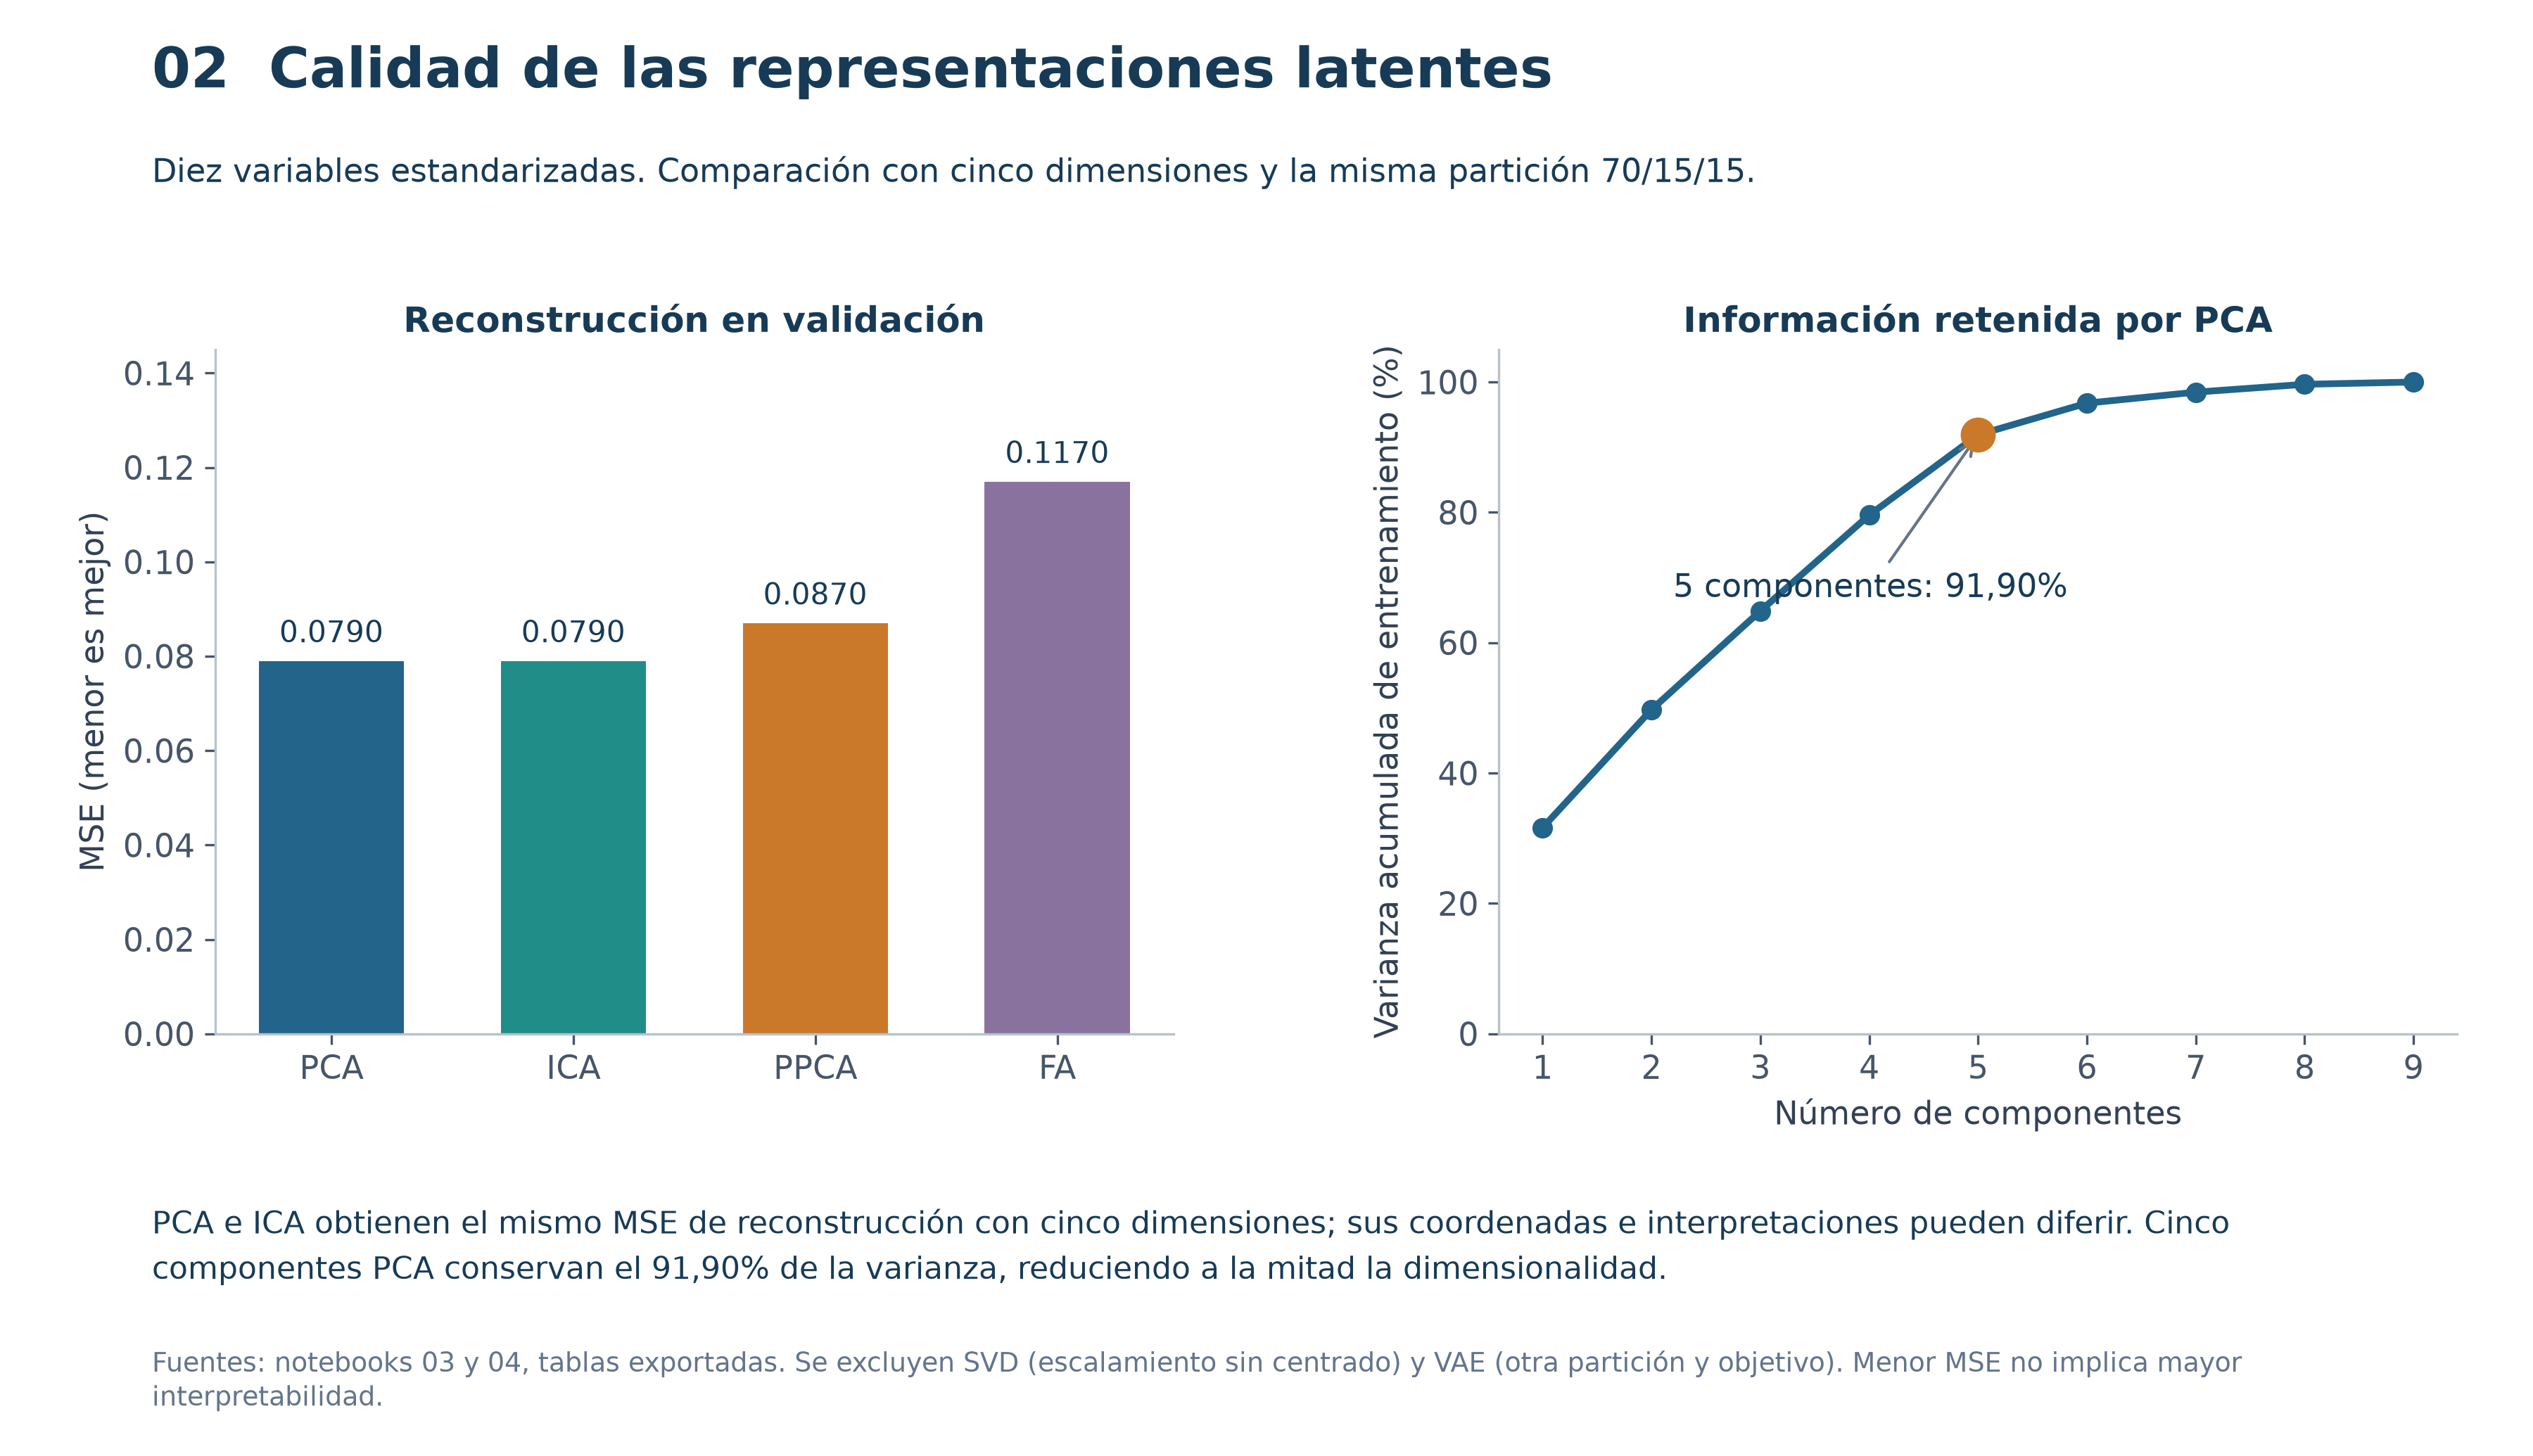 02 Calidad de las representaciones latentes
Diez variables estandarizadas. Comparación con cinco dimensiones y la misma partición 70/15/15.
Reconstrucción en validación
MSE (menor es mejor)
0.14
0.12
0.10
0.08
0.06
0.04
0.02
0.00
0.0790
0.0790
0.0870
0.1170
PCA
ICA
PPCA
FA
Información retenida por PCA
Varianza acumulada de entrenamiento (%)
100
80
60
40
20
0
5 componentes: 91,90%
1
2
3
4
5
6
7
8
9
Número de componentes
PCA e ICA obtienen el mismo MSE de reconstrucción con cinco dimensiones; sus coordenadas e interpretaciones pueden diferir. Cinco
componentes PCA conservan el 91,90% de la varianza, reduciendo a la mitad la dimensionalidad.
Fuentes: notebooks 03 y 04, tablas exportadas. Se excluyen SVD (escalamiento sin centrado) y VAE (otra partición y objetivo). Menor MSE no implica mayor
interpretabilidad.